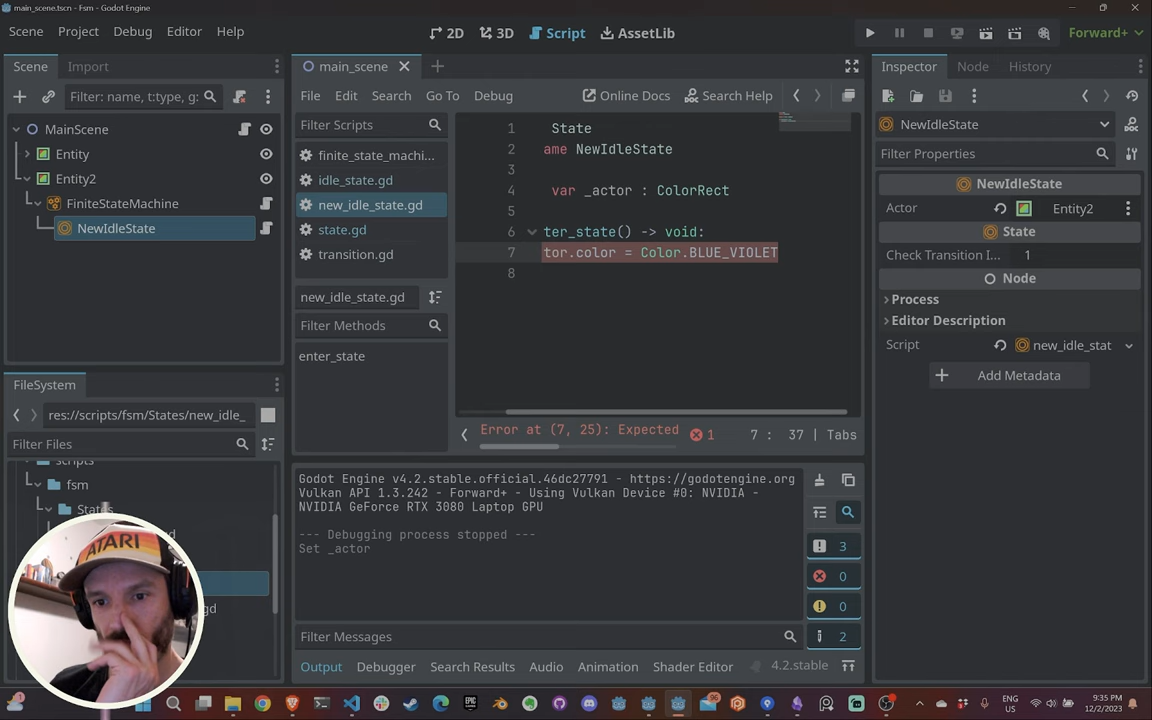 main_scene.tscn - Fsm - Godot Engine
Scene Project Debug Editor Help
2D 3D Script AssetLib
Forward+
Scene Import
Filter: name, t:type, g:
MainScene
Entity
Entity2
FiniteStateMachine
NewIdleState
FileSystem
res://scripts/fsm/States/new_idle_
Filter Files
scripts
fsm
States
d
gd
ATARI
main_scene
File Edit Search Go To Debug
Online Docs Search Help
Filter Scripts
finite_state_machi...
idle_state.gd
new_idle_state.gd
state.gd
transition.gd
new_idle_state.gd
Filter Methods
enter_state
1 State
2 ame NewIdleState
3
4 var _actor : ColorRect
5
6 ter_state() -> void:
7 tor.color = Color.BLUE_VIOLET
8
Error at (7, 25): Expected 1 7 : 37 | Tabs
Godot Engine v4.2.stable.official.46dc27791 - https://godotengine.org
Vulkan API 1.3.242 - Forward+ - Using Vulkan Device #0: NVIDIA -
NVIDIA GeForce RTX 3080 Laptop GPU
--- Debugging process stopped ---
Set _actor
3
0
0
2
Filter Messages
Output Debugger Search Results Audio Animation Shader Editor 4.2.stable
Inspector Node History
NewIdleState
Filter Properties
NewIdleState
Actor Entity2
State
Check Transition I... 1
Node
Process
Editor Description
Script new_idle_stat
Add Metadata
1
96
EPIC
ENG
US
9:35 PM
12/2/2023